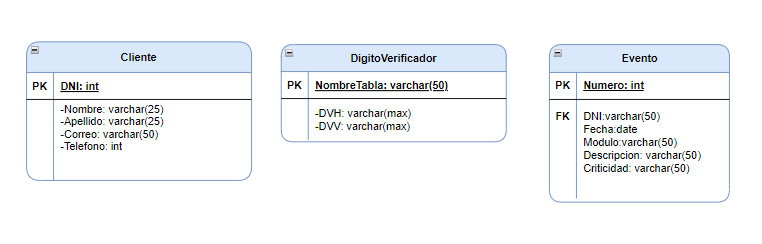 Cliente
PK DNI: int
-Nombre: varchar(25)
-Apellido: varchar(25)
-Correo: varchar(50)
-Telefono: int
DigitoVerificador
PK NombreTabla: varchar(50)
-DVH: varchar(max)
-DVV: varchar(max)
Evento
PK Numero: int
FK DNI:varchar(50)
Fecha:date
Modulo:varchar(50)
Descripcion: varchar(50)
Criticidad: varchar(50)